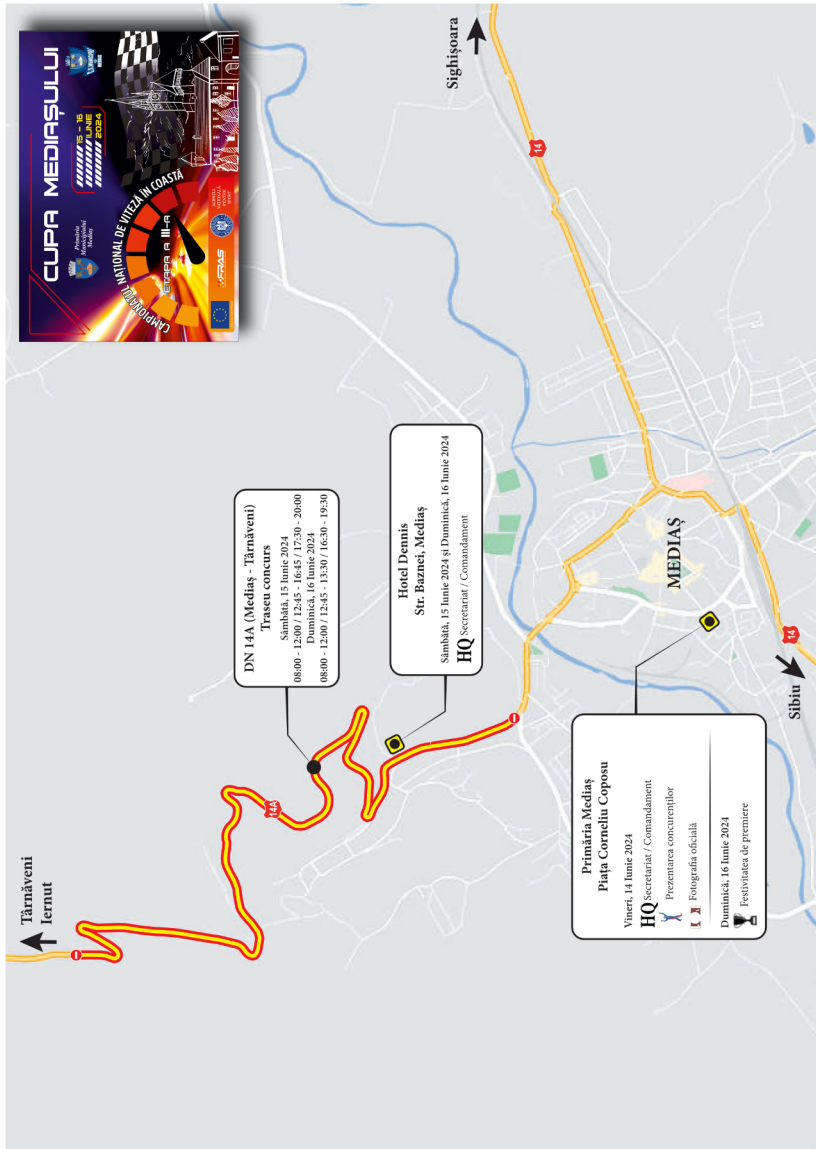 CUPA MEDIAȘULUI
15 - 16
IUNIE
2024
Primăria
Municipiului
Mediaș
CAMPIONATUL NAȚIONAL DE VITEZĂ ÎN COASTĂ
ETAPA A III-A
FRAS
AGENȚIA
NAȚIONALĂ
PENTRU
SPORT
Sighișoara
14
DN 14A (Mediaș - Târnăveni)
Traseu concurs
Sâmbătă, 15 Iunie 2024
08:00 - 12:00 / 12:45 - 16:45 / 17:30 - 20:00
Duminică, 16 Iunie 2024
08:00 - 12:00 / 12:45 - 13:30 / 16:30 - 19:30
Hotel Dennis
Str. Baznei, Mediaș
Sâmbătă, 15 Iunie 2024 și Duminică, 16 Iunie 2024
HQ Secretariat / Comandament
MEDIAȘ
14A
Târnăveni
Iernut
Primăria Mediaș
Piața Corneliu Coposu
Vineri, 14 Iunie 2024
HQ Secretariat / Comandament
Prezentarea concurenților
Fotografia oficială
Duminică, 16 Iunie 2024
Festivitatea de premiere
14
Sibiu